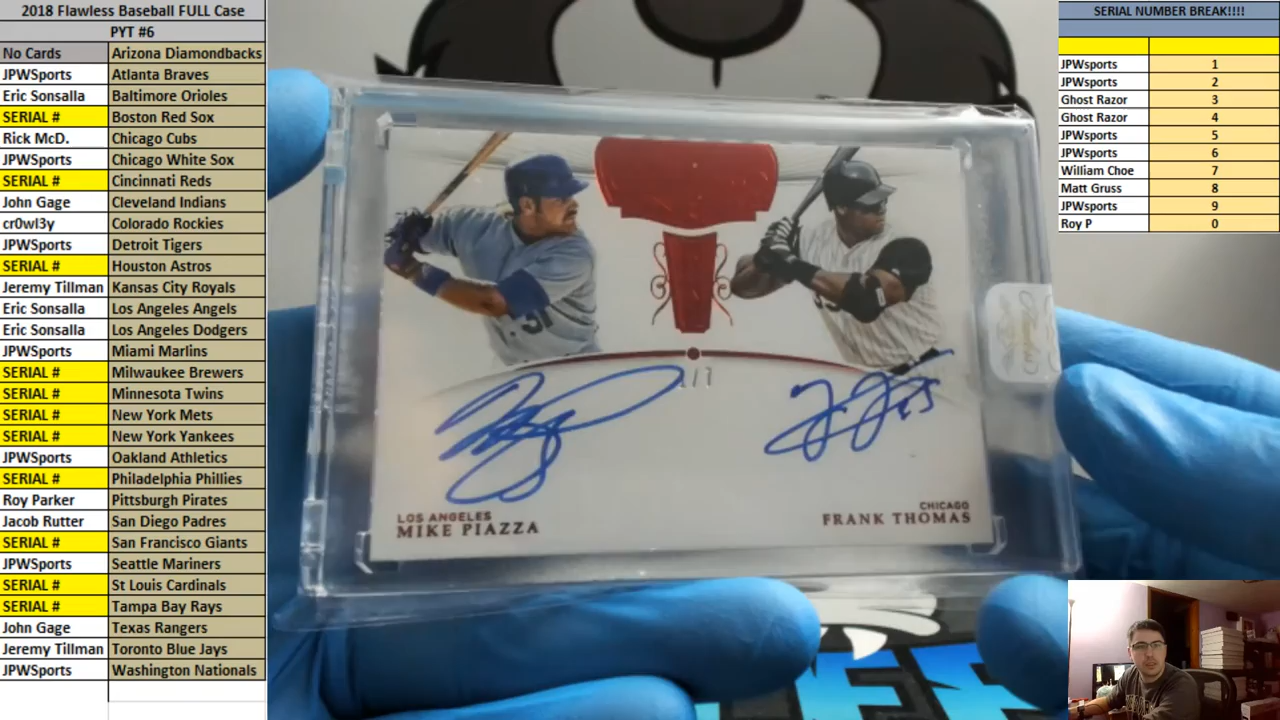 2018 Flawless Baseball FULL Case
PYT #6
No Cards Arizona Diamondbacks
JPWSports Atlanta Braves
Eric Sonsalla Baltimore Orioles
SERIAL # Boston Red Sox
Rick McD. Chicago Cubs
JPWSports Chicago White Sox
SERIAL # Cincinnati Reds
John Gage Cleveland Indians
cr0wl3y Colorado Rockies
JPWSports Detroit Tigers
SERIAL # Houston Astros
Jeremy Tillman Kansas City Royals
Eric Sonsalla Los Angeles Angels
Eric Sonsalla Los Angeles Dodgers
JPWSports Miami Marlins
SERIAL # Milwaukee Brewers
SERIAL # Minnesota Twins
SERIAL # New York Mets
SERIAL # New York Yankees
JPWSports Oakland Athletics
SERIAL # Philadelphia Phillies
Roy Parker Pittsburgh Pirates
Jacob Rutter San Diego Padres
SERIAL # San Francisco Giants
JPWSports Seattle Mariners
SERIAL # St Louis Cardinals
SERIAL # Tampa Bay Rays
John Gage Texas Rangers
Jeremy Tillman Toronto Blue Jays
JPWSports Washington Nationals
31
1/7
LOS ANGELES
MIKE PIAZZA
CHICAGO
FRANK THOMAS
SERIAL NUMBER BREAK!!!!
JPWsports 1
JPWsports 2
Ghost Razor 3
Ghost Razor 4
JPWsports 5
JPWsports 6
William Choe 7
Matt Gruss 8
JPWsports 9
Roy P 0